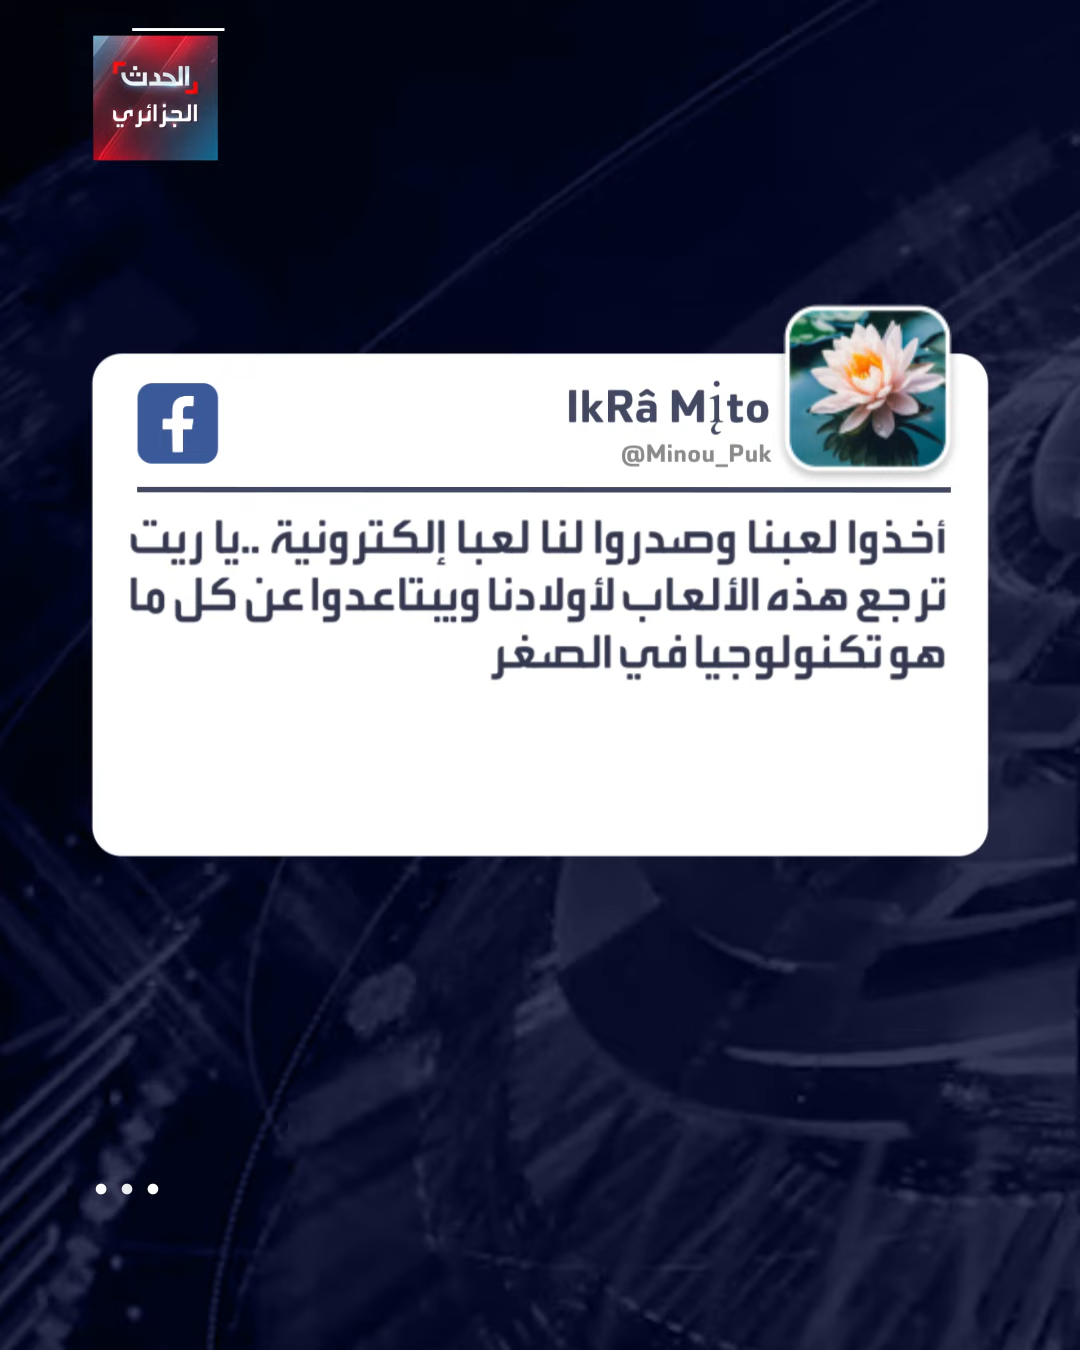 الحدث
الجزائري
IkRâ Mįto
@Minou_Puk
أخذوا لعبنا وصدروا لنا لعبا إلكترونية ..يا ريت
ترجع هذه الألعاب لأولادنا ويبتاعدوا عن كل ما
هو تكنولوجيا في الصغر